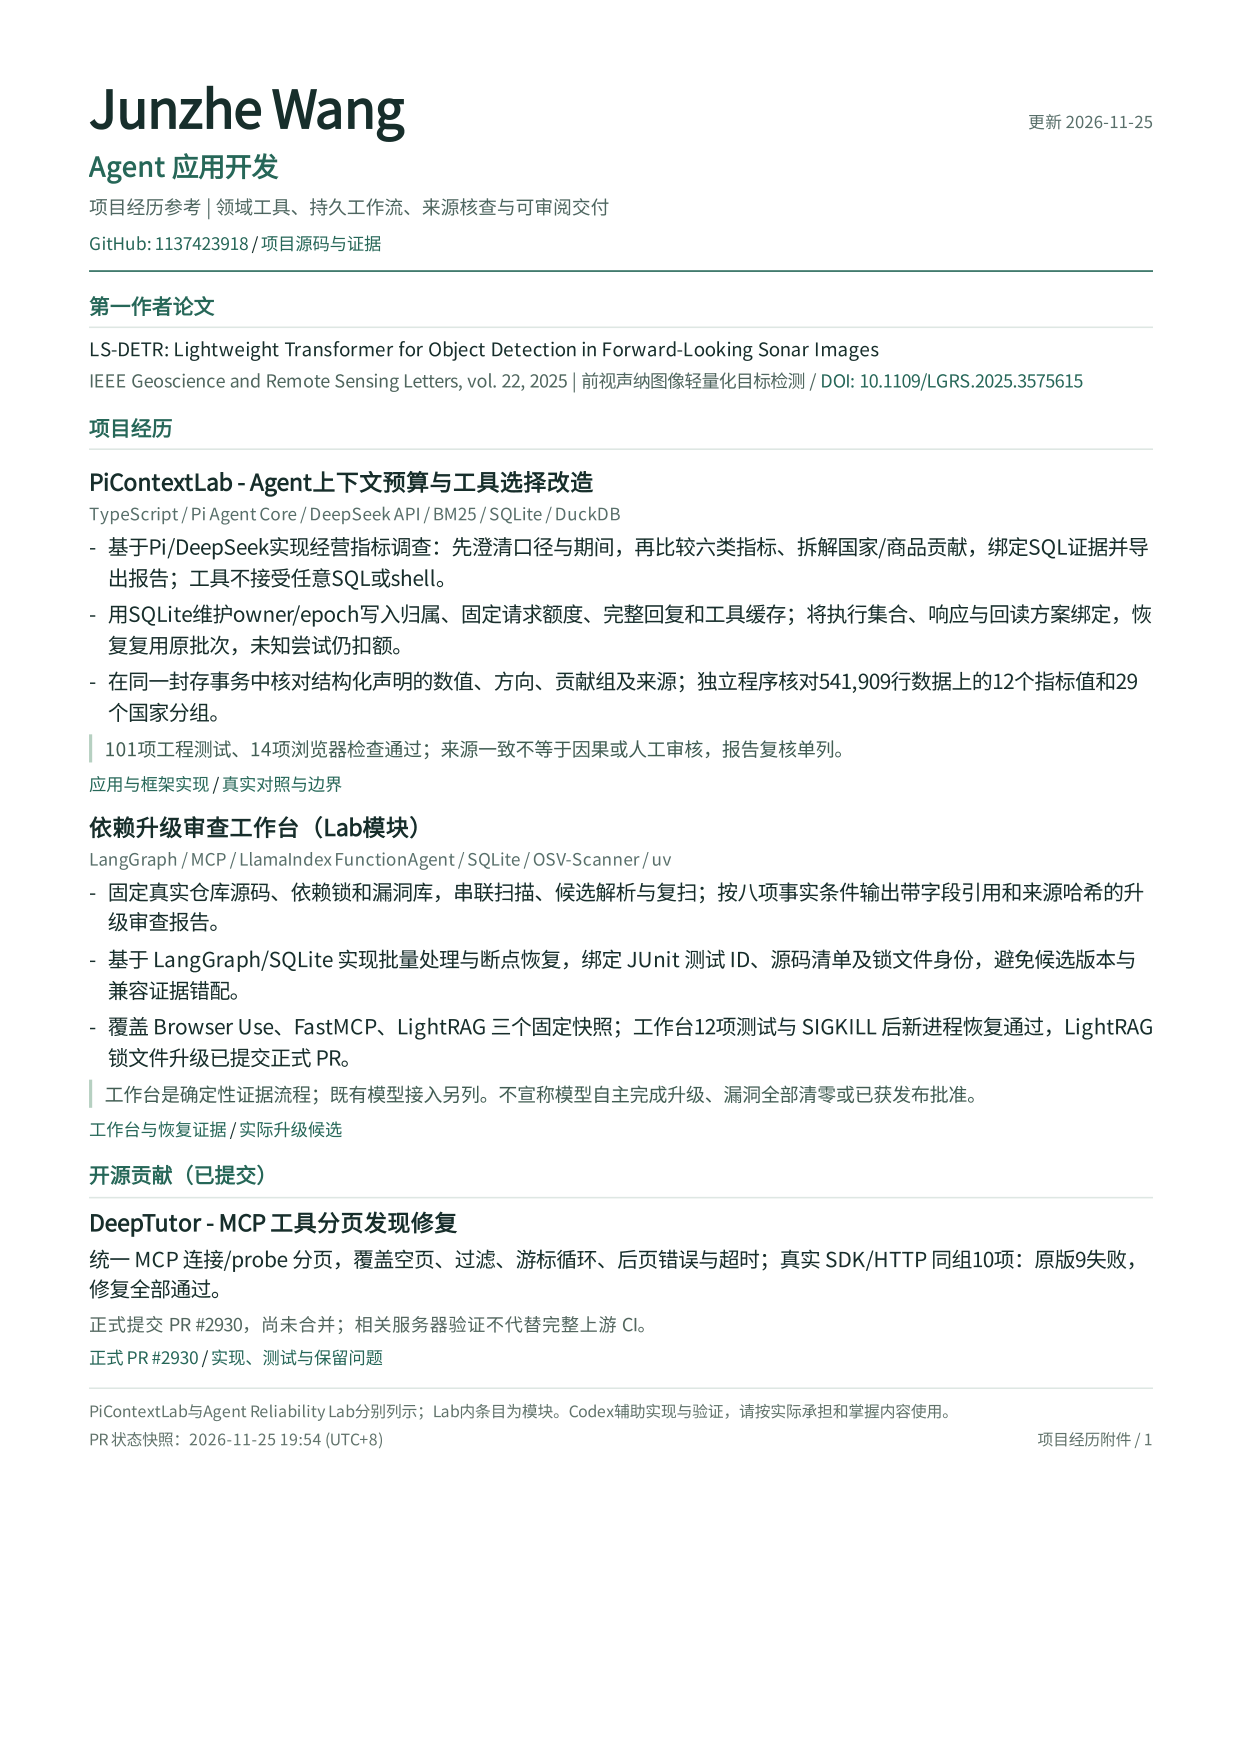 Junzhe Wang
更新 2026-11-25
Agent 应用开发
项目经历参考 | 领域工具、持久工作流、来源核查与可审阅交付
GitHub: 1137423918 / 项目源码与证据
第一作者论文
LS-DETR: Lightweight Transformer for Object Detection in Forward-Looking Sonar Images
IEEE Geoscience and Remote Sensing Letters, vol. 22, 2025 | 前视声纳图像轻量化目标检测 / DOI: 10.1109/LGRS.2025.3575615
项目经历
PiContextLab - Agent上下文预算与工具选择改造
TypeScript / Pi Agent Core / DeepSeek API / BM25 / SQLite / DuckDB
- 基于Pi/DeepSeek实现经营指标调查：先澄清口径与期间，再比较六类指标、拆解国家/商品贡献，绑定SQL证据并导
出报告；工具不接受任意SQL或shell。
- 用SQLite维护owner/epoch写入归属、固定请求额度、完整回复和工具缓存；将执行集合、响应与回读方案绑定，恢
复复用原批次，未知尝试仍扣额。
- 在同一封存事务中核对结构化声明的数值、方向、贡献组及来源；独立程序核对541,909行数据上的12个指标值和29
个国家分组。
101项工程测试、14项浏览器检查通过；来源一致不等于因果或人工审核，报告复核单列。
应用与框架实现 / 真实对照与边界
依赖升级审查工作台（Lab模块）
LangGraph / MCP / LlamaIndex FunctionAgent / SQLite / OSV-Scanner / uv
- 固定真实仓库源码、依赖锁和漏洞库，串联扫描、候选解析与复扫；按八项事实条件输出带字段引用和来源哈希的升
级审查报告。
- 基于 LangGraph/SQLite 实现批量处理与断点恢复，绑定 JUnit 测试 ID、源码清单及锁文件身份，避免候选版本与
兼容证据错配。
- 覆盖 Browser Use、FastMCP、LightRAG 三个固定快照；工作台12项测试与 SIGKILL 后新进程恢复通过，LightRAG
锁文件升级已提交正式 PR。
工作台是确定性证据流程；既有模型接入另列。不宣称模型自主完成升级、漏洞全部清零或已获发布批准。
工作台与恢复证据 / 实际升级候选
开源贡献（已提交）
DeepTutor - MCP 工具分页发现修复
统一 MCP 连接/probe 分页，覆盖空页、过滤、游标循环、后页错误与超时；真实 SDK/HTTP 同组10项：原版9失败，
修复全部通过。
正式提交 PR #2930，尚未合并；相关服务器验证不代替完整上游 CI。
正式 PR #2930 / 实现、测试与保留问题
PiContextLab与Agent Reliability Lab分别列示；Lab内条目为模块。Codex辅助实现与验证，请按实际承担和掌握内容使用。
PR 状态快照：2026-11-25 19:54 (UTC+8)
项目经历附件 / 1